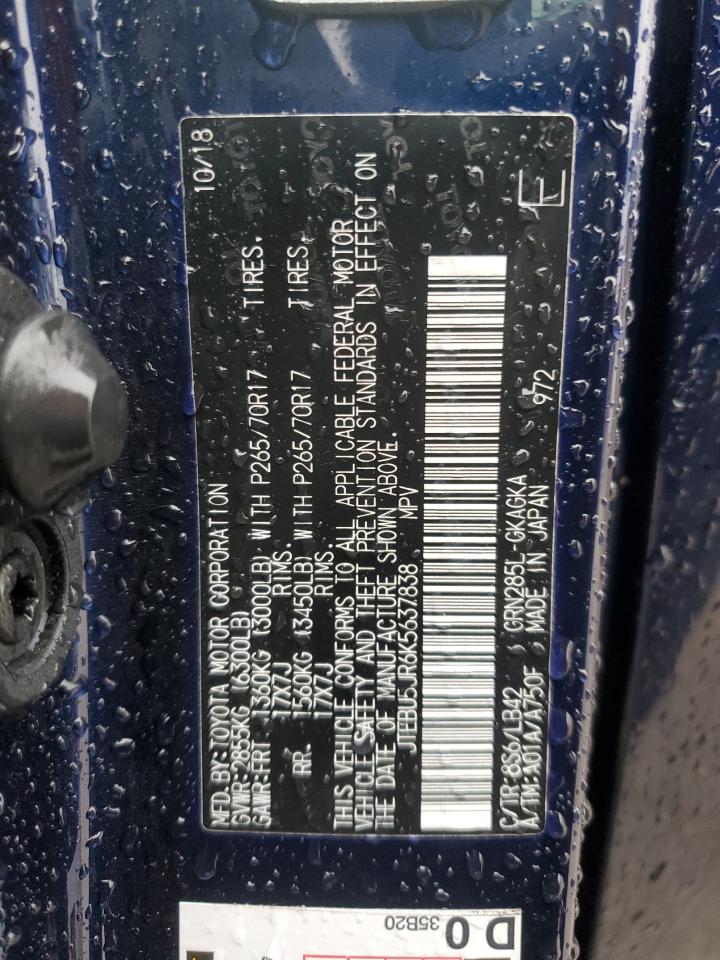 MFD.BY:TOYOTA MOTOR CORPORATION 10/18
GVWR:2855KG (6300LB)
GAWR:FRT 1360KG (3000LB) WITH P265/70R17 TIRES.
17X7J RIMS.
RR. 1560KG (3450LB) WITH P265/70R17 TIRES.
17X7J RIMS.
THIS VEHICLE CONFORMS TO ALL APPLICABLE FEDERAL MOTOR
VEHICLE SAFETY AND THEFT PREVENTION STANDARDS IN EFFECT ON
THE DATE OF MANUFACTURE SHOWN ABOVE.
JTEBU5JR6K5637838 MPV
C/TR:8S6/LB42 GRN285L-GKAGKA 972
A/TM:X01A/A750F MADE IN JAPAN
E
D0
35B20